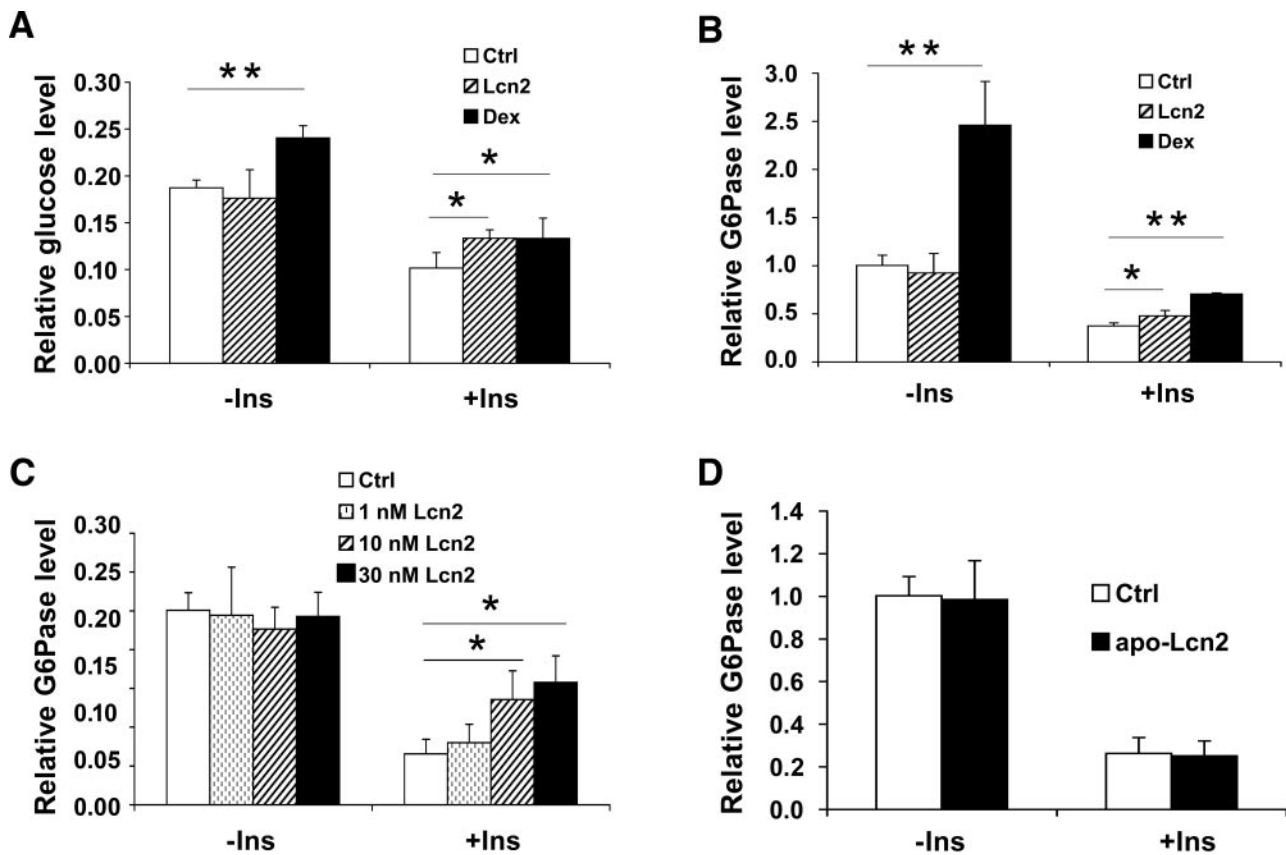 A
Relative glucose level
0.30
0.25
0.20
0.15
0.10
0.05
0.00
Ctrl
Lcn2
Dex
**
*
*
-Ins
+Ins
B
Relative G6Pase level
3.0
2.5
2.0
1.5
1.0
0.5
0.0
Ctrl
Lcn2
Dex
**
**
*
-Ins
+Ins
C
Relative G6Pase level
0.30
0.25
0.20
0.15
0.10
0.05
0.00
Ctrl
1 nM Lcn2
10 nM Lcn2
30 nM Lcn2
*
*
-Ins
+Ins
D
Relative G6Pase level
1.4
1.2
1.0
0.8
0.6
0.4
0.2
0.0
Ctrl
apo-Lcn2
-Ins
+Ins